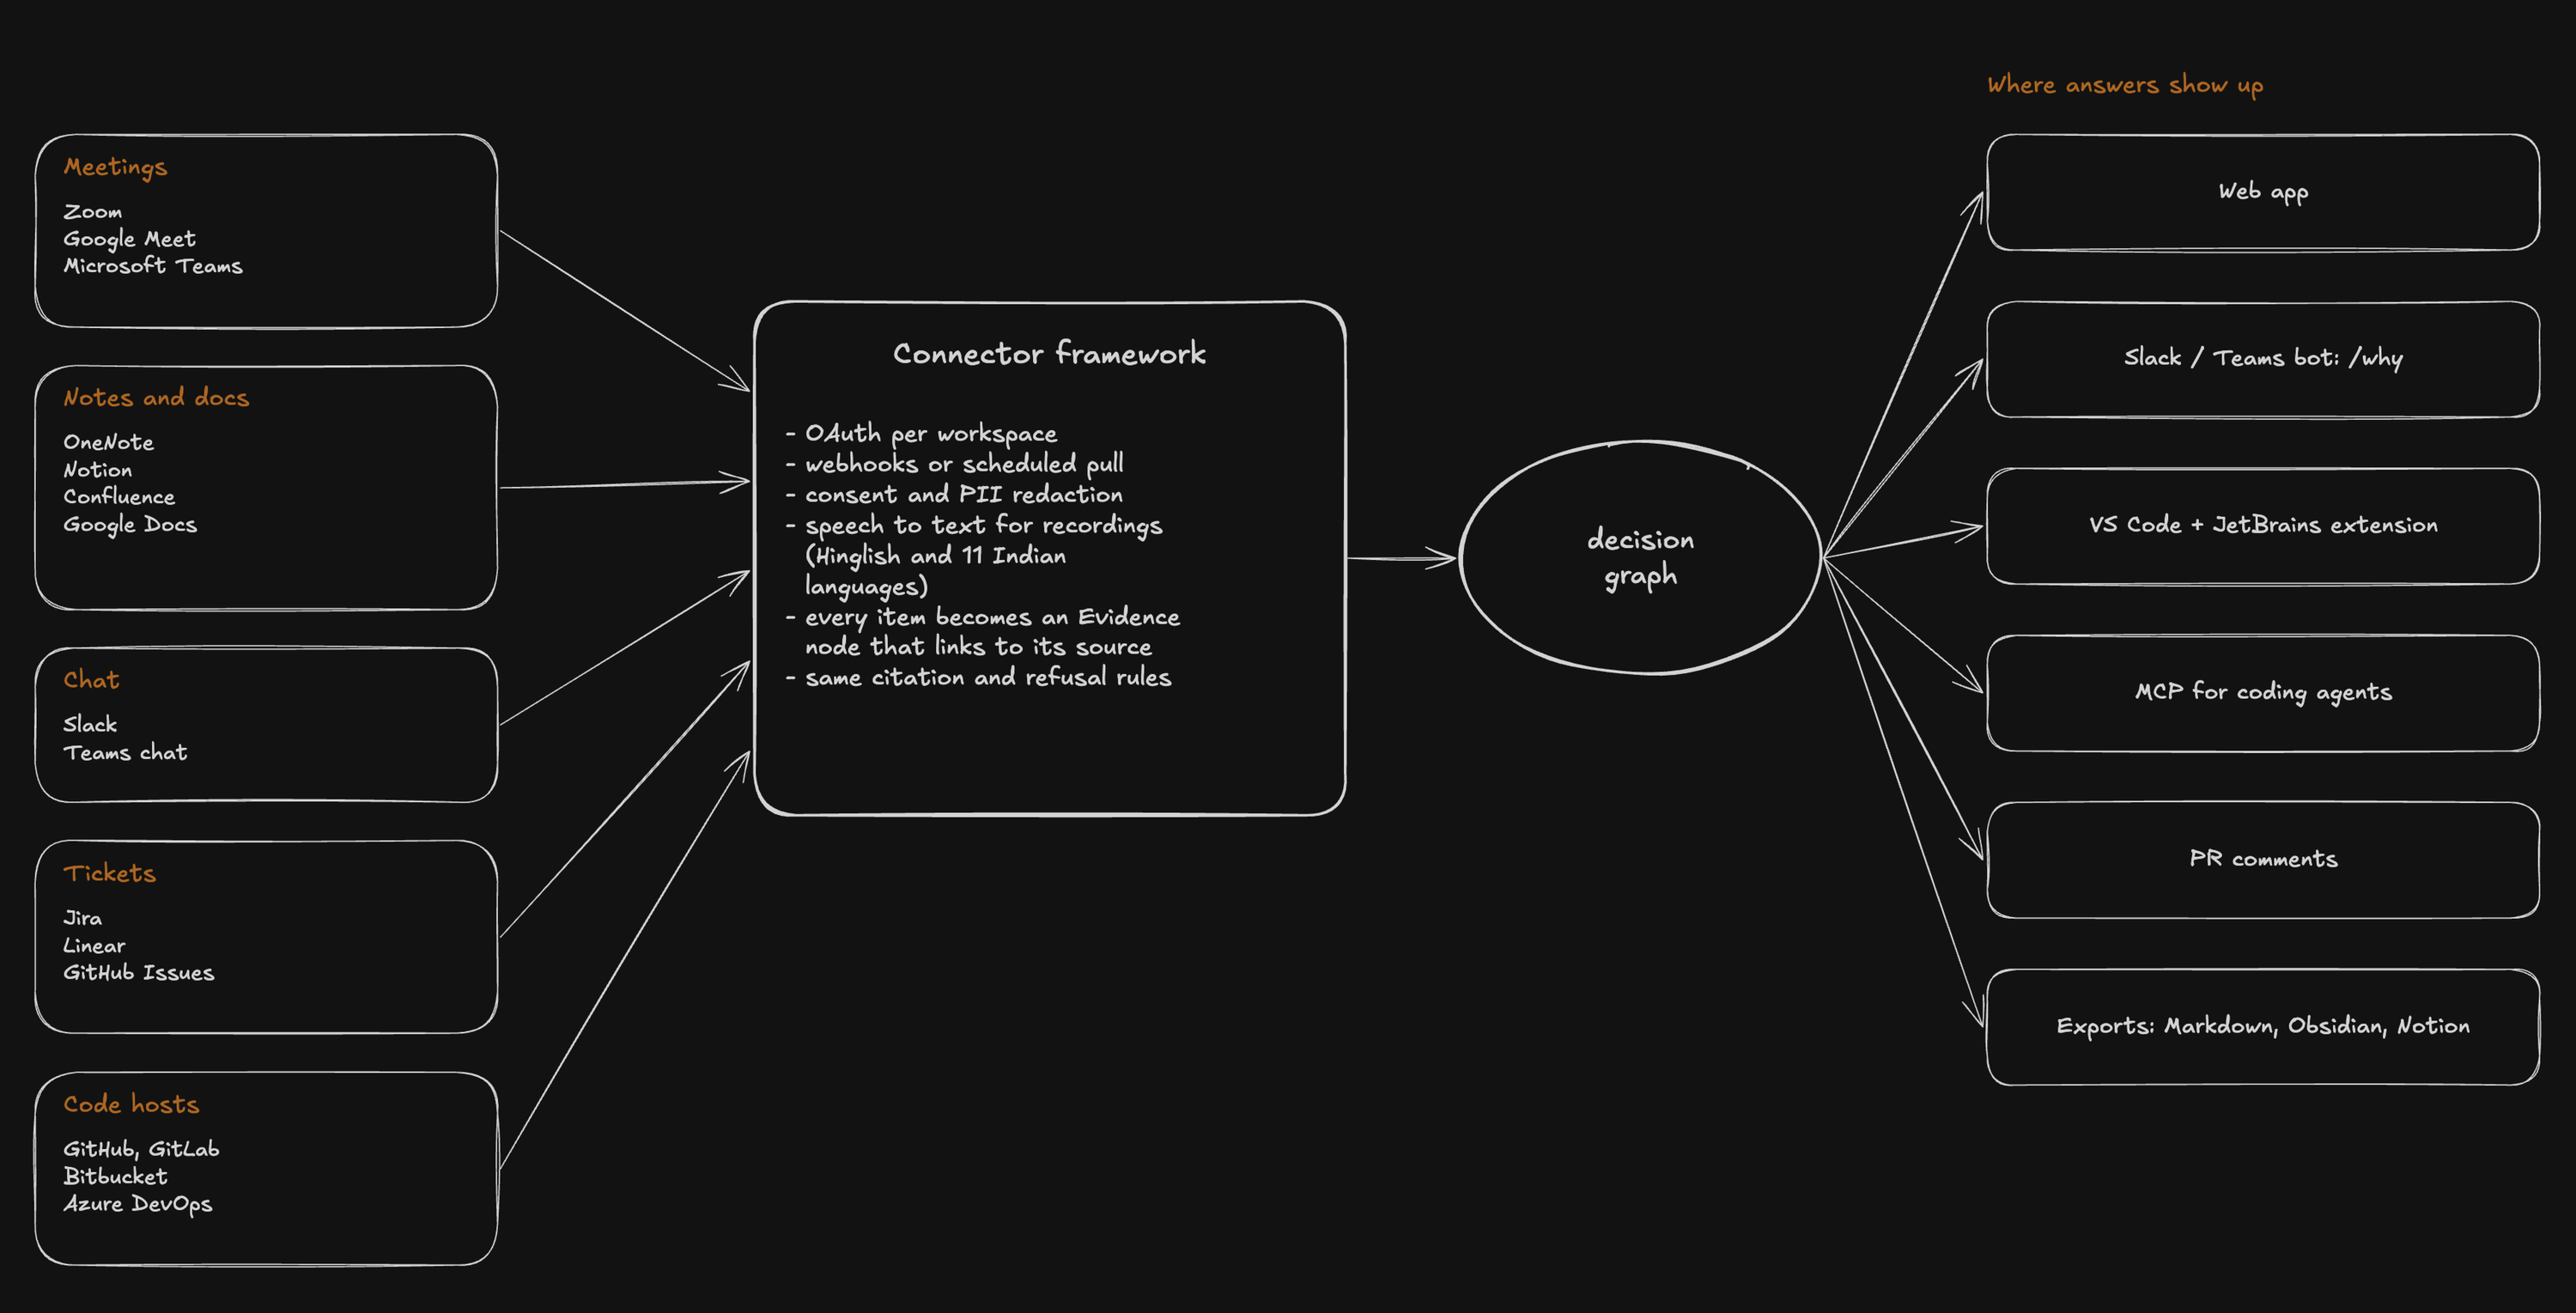 Where answers show up
Meetings
Zoom
Google Meet
Microsoft Teams
Notes and docs
OneNote
Notion
Confluence
Google Docs
Chat
Slack
Teams chat
Tickets
Jira
Linear
GitHub Issues
Code hosts
GitHub, GitLab
Bitbucket
Azure DevOps
Connector framework
- OAuth per workspace
- webhooks or scheduled pull
- consent and PII redaction
- speech to text for recordings
(Hinglish and 11 Indian
languages)
- every item becomes an Evidence
node that links to its source
- same citation and refusal rules
decision
graph
Web app
Slack / Teams bot: /why
VS Code + JetBrains extension
MCP for coding agents
PR comments
Exports: Markdown, Obsidian, Notion